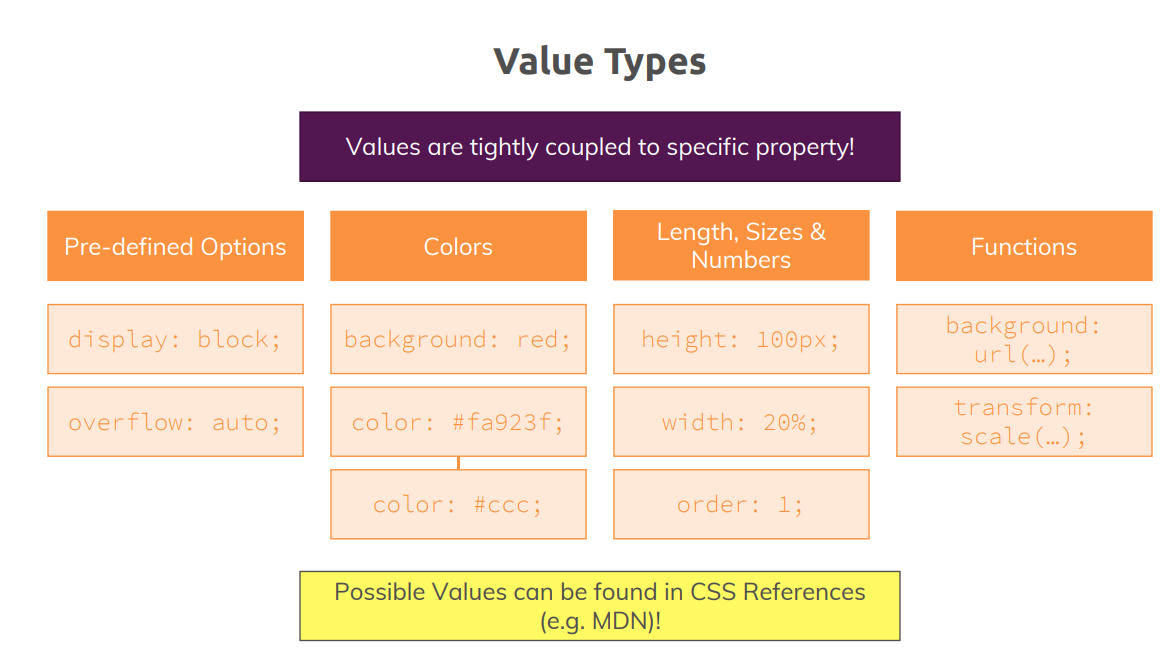 Value Types
Values are tightly coupled to specific property!
Pre-defined Options
Colors
Length, Sizes &
Numbers
Functions
display: block;
background: red;
height: 100px;
background:
url(…);
overflow: auto;
color: #fa923f;
width: 20%;
transform:
scale(…);
color: #ccc;
order: 1;
Possible Values can be found in CSS References
(e.g. MDN)!